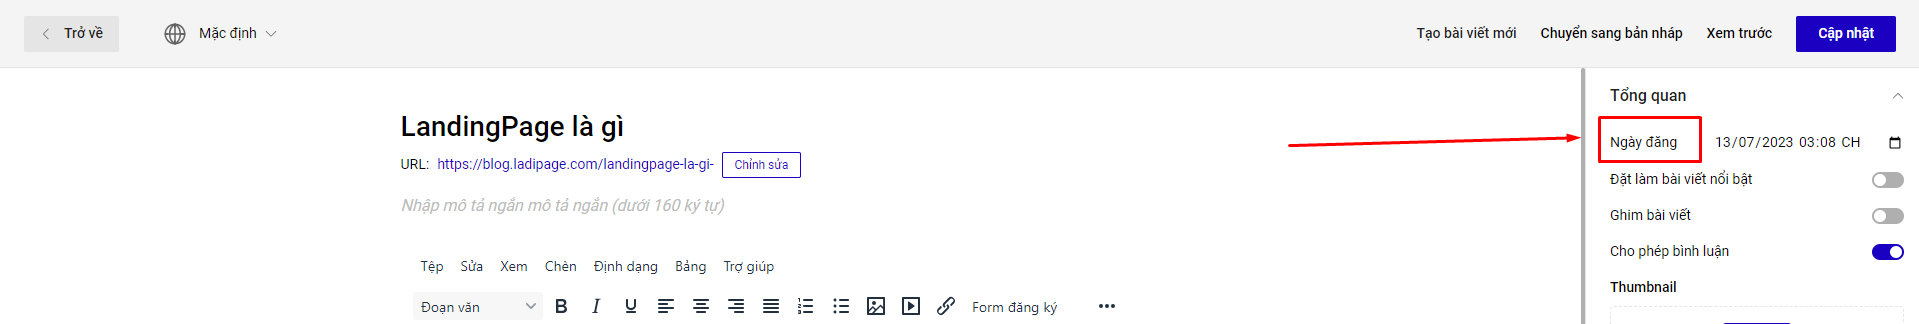 Trở về
Mặc định
Tạo bài viết mới
Chuyển sang bản nháp
Xem trước
Cập nhật
LandingPage là gì
URL: https://blog.ladipage.com/landingpage-la-gi- Chỉnh sửa
Nhập mô tả ngắn mô tả ngắn (dưới 160 ký tự)
Tệp Sửa Xem Chèn Định dạng Bảng Trợ giúp
Đoạn văn B I U Form đăng ký
Tổng quan
Ngày đăng 13/07/2023 03:08 CH
Đặt làm bài viết nổi bật
Ghim bài viết
Cho phép bình luận
Thumbnail